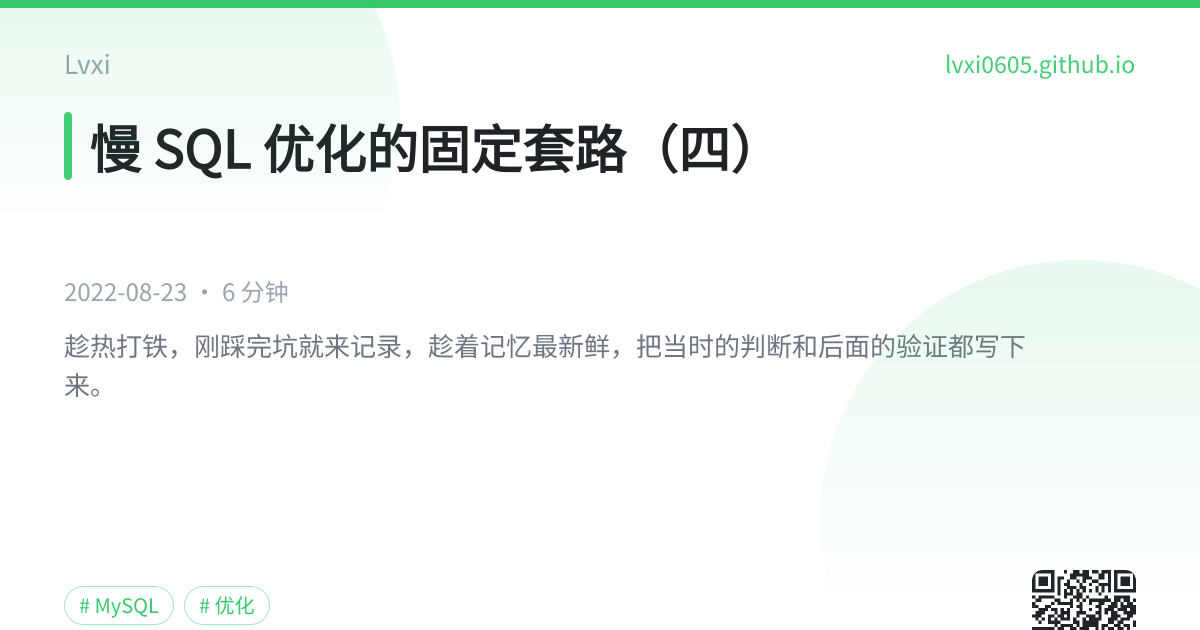 Lvxi
lvxi0605.github.io
慢 SQL 优化的固定套路（四）
2022-08-23 · 6 分钟
趁热打铁，刚踩完坑就来记录，趁着记忆最新鲜，把当时的判断和后面的验证都写下
来。
# MySQL
# 优化